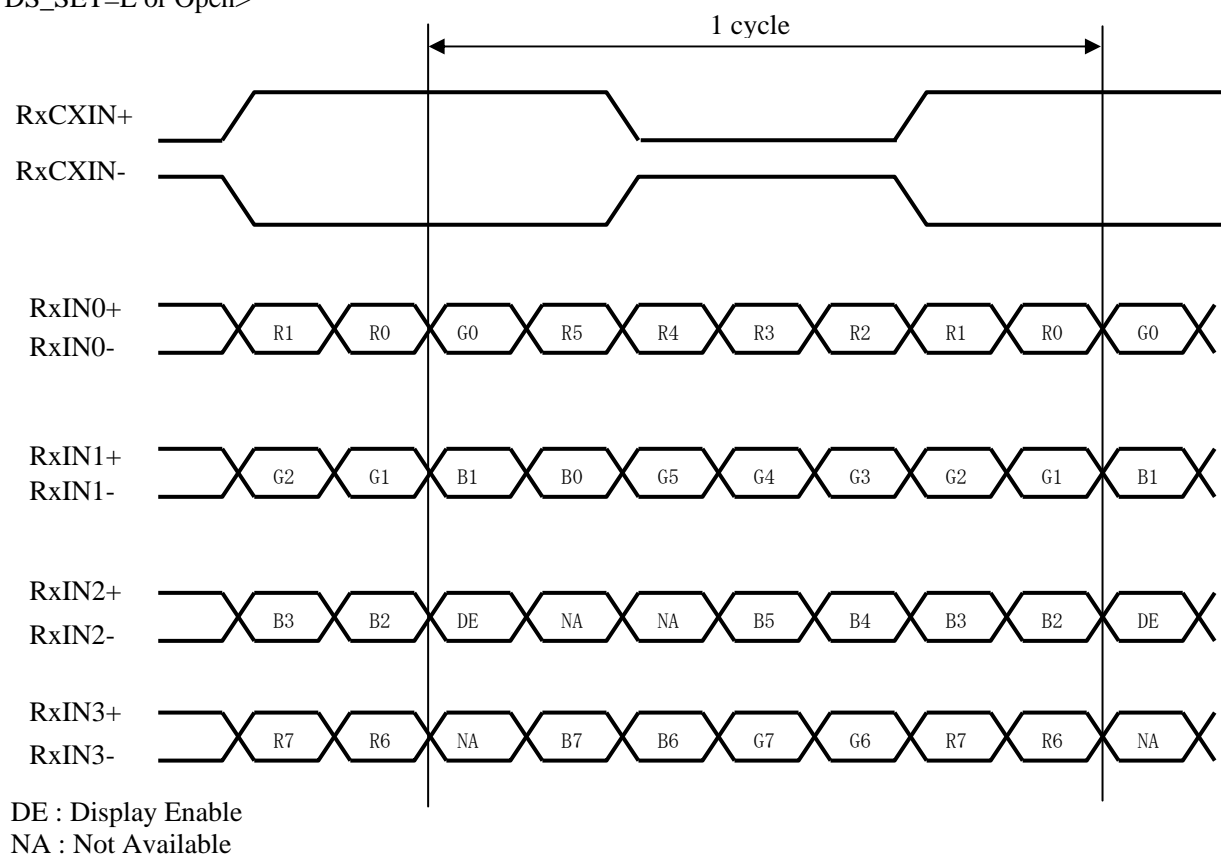 DS_SET=L or Open>
1 cycle
RxCXIN+
RxCXIN-
RxIN0+
R1 R0 G0 R5 R4 R3 R2 R1 R0 G0
RxIN0-
RxIN1+
G2 G1 B1 B0 G5 G4 G3 G2 G1 B1
RxIN1-
RxIN2+
B3 B2 DE NA NA B5 B4 B3 B2 DE
RxIN2-
RxIN3+
R7 R6 NA B7 B6 G7 G6 R7 R6 NA
RxIN3-
DE : Display Enable
NA : Not Available